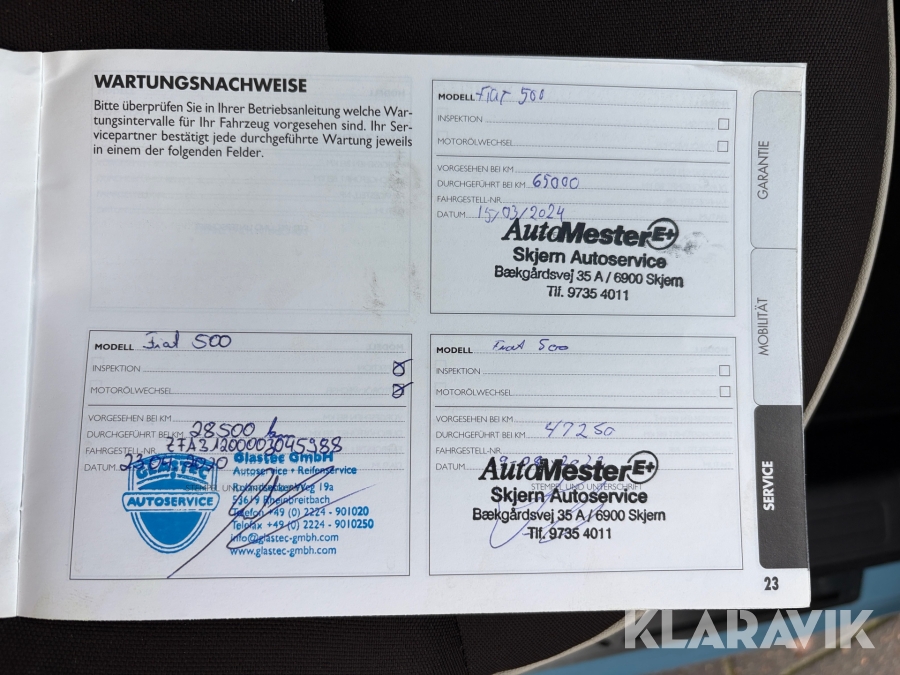 WARTUNGSNACHWEISE
Bitte überprüfen Sie in Ihrer Betriebsanleitung welche War-
tungsintervalle für Ihr Fahrzeug vorgesehen sind. Ihr Ser-
vicepartner bestätigt jede durchgeführte Wartung jeweils
in einem der folgenden Felder.
MODELL Fiat 500
INSPEKTION
MOTORÖLWECHSEL
VORGESEHEN BEI KM
DURCHGEFÜHRT BEI KM 65000
FAHRGESTELL-NR.
DATUM 15/03/2024
AutoMester E+
Skjern Autoservice
Bækgårdsvej 35 A / 6900 Skjern
Tlf. 9735 4011
MODELL Fiat 500
INSPEKTION
MOTORÖLWECHSEL
VORGESEHEN BEI KM
DURCHGEFÜHRT BEI KM 28500 km
FAHRGESTELL-NR. ZFA3120000J045988
DATUM
GLASTEC
AUTOSERVICE
Glastec GmbH
Autoservice + Reifenservice
Weg 19a
Rheinbreitbach
Telefon +49 (0) 2224 - 901020
Telefax +49 (0) 2224 - 9010250
info@glastec-gmbh.com
www.glastec-gmbh.com
MODELL Fiat 500
INSPEKTION
MOTORÖLWECHSEL
VORGESEHEN BEI KM
DURCHGEFÜHRT BEI KM 47250
FAHRGESTELL-NR.
DATUM
AutoMester E+
STEMPEL UND UNTERSCHRIFT
Skjern Autoservice
Bækgårdsvej 35 A / 6900 Skjern
Tlf. 9735 4011
GARANTIE
MOBILITÄT
SERVICE
23
KLARAVIK